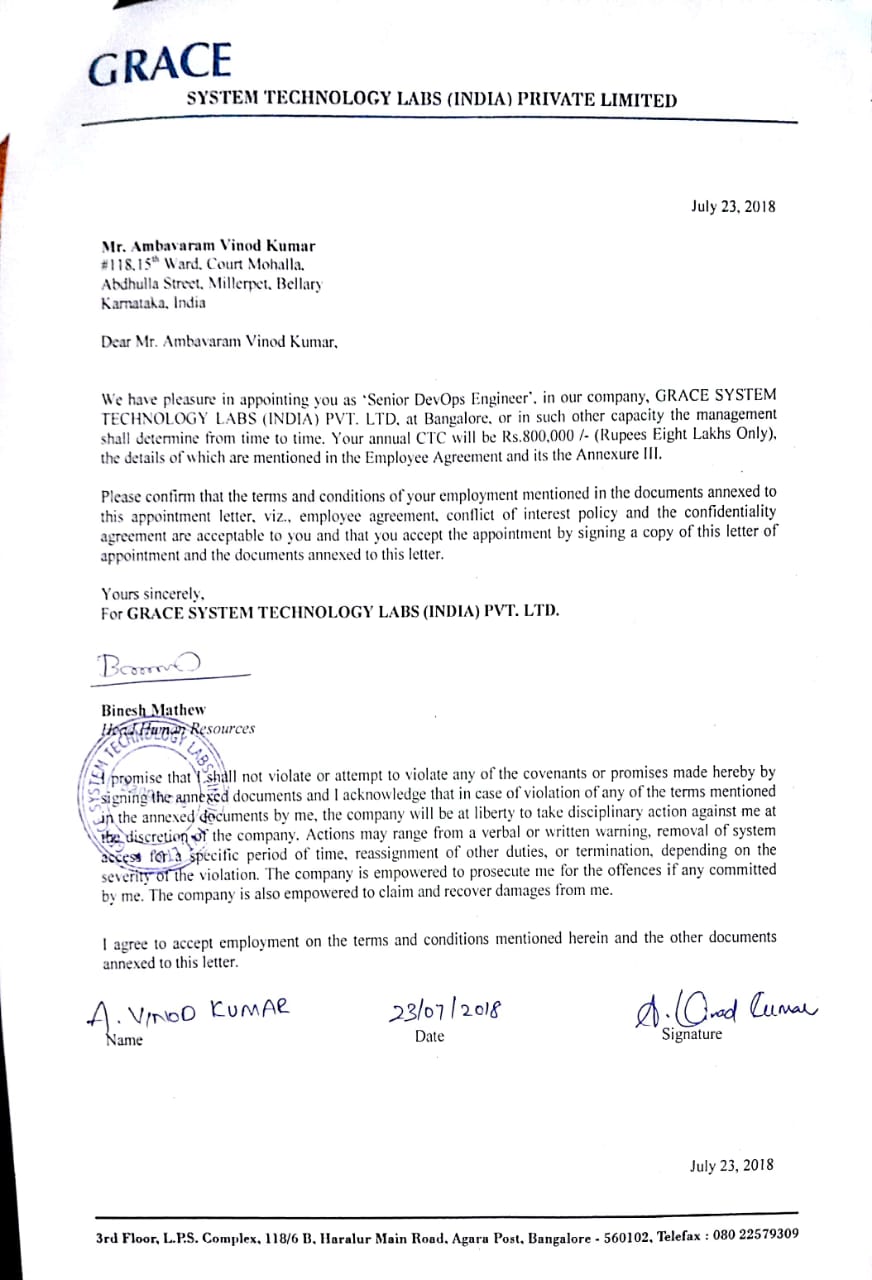 GRACE
SYSTEM TECHNOLOGY LABS (INDIA) PRIVATE LIMITED
July 23, 2018
Mr. Ambavaram Vinod Kumar
#118,15th Ward, Court Mohalla,
Abdhulla Street, Millerpet, Bellary
Karnataka, India
Dear Mr. Ambavaram Vinod Kumar,
We have pleasure in appointing you as 'Senior DevOps Engineer', in our company, GRACE SYSTEM
TECHNOLOGY LABS (INDIA) PVT. LTD, at Bangalore, or in such other capacity the management
shall determine from time to time. Your annual CTC will be Rs.800,000 /- (Rupees Eight Lakhs Only),
the details of which are mentioned in the Employee Agreement and its the Annexure III.
Please confirm that the terms and conditions of your employment mentioned in the documents annexed to
this appointment letter, viz., employee agreement, conflict of interest policy and the confidentiality
agreement are acceptable to you and that you accept the appointment by signing a copy of this letter of
appointment and the documents annexed to this letter.
Yours sincerely,
For GRACE SYSTEM TECHNOLOGY LABS (INDIA) PVT. LTD.
Binesh Mathew
Head Human Resources
SYSTEM TECHNOLOGY LABS
I promise that I shall not violate or attempt to violate any of the covenants or promises made hereby by
signing the annexed documents and I acknowledge that in case of violation of any of the terms mentioned
in the annexed documents by me, the company will be at liberty to take disciplinary action against me at
the discretion of the company. Actions may range from a verbal or written warning, removal of system
access for a specific period of time, reassignment of other duties, or termination, depending on the
severity of the violation. The company is empowered to prosecute me for the offences if any committed
by me. The company is also empowered to claim and recover damages from me.
I agree to accept employment on the terms and conditions mentioned herein and the other documents
annexed to this letter.
A. VINOD KUMAR 23/07/2018 A. Vinod Kumar
Name Date Signature
July 23, 2018
3rd Floor, L.P.S. Complex, 118/6 B, Haralur Main Road, Agara Post, Bangalore - 560102, Telefax : 080 22579309